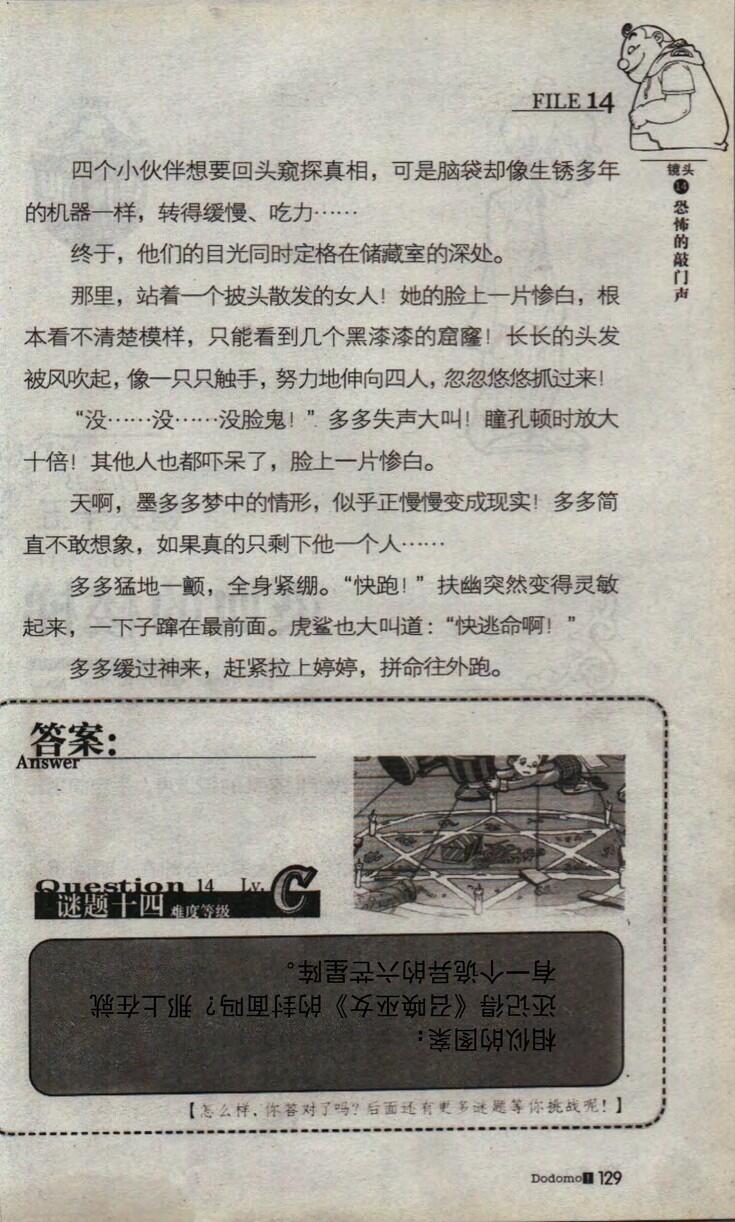 FILE 14
镜头
14
恐怖的敲门声
四个小伙伴想要回头窥探真相，可是脑袋却像生锈多年
的机器一样，转得缓慢、吃力……
终于，他们的目光同时定格在储藏室的深处。
那里，站着一个披头散发的女人！她的脸上一片惨白，根
本看不清楚模样，只能看到几个黑漆漆的窟窿！长长的头发
被风吹起，像一只只触手，努力地伸向四人，忽忽悠悠抓过来！
“没……没……没脸鬼！”多多失声大叫！瞳孔顿时放大
十倍！其他人也都吓呆了，脸上一片惨白。
天啊，墨多多梦中的情形，似乎正慢慢变成现实！多多简
直不敢想象，如果真的只剩下他一个人……
多多猛地一颤，全身紧绷。“快跑！”扶幽突然变得灵敏
起来，一下子蹿在最前面。虎鲨也大叫道：“快逃命啊！”
多多缓过神来，赶紧拉上婷婷，拼命往外跑。
答案：
Answer
Question 14 Lv. C
谜题十四 难度等级
相似的图案：
还记得《召唤巫女》的封面吗？那上在就
有一个诡异的六芒星阵。
【怎么样，你答对了吗？后面还有更多谜题等你挑战呢！】
Dodomo 1 129